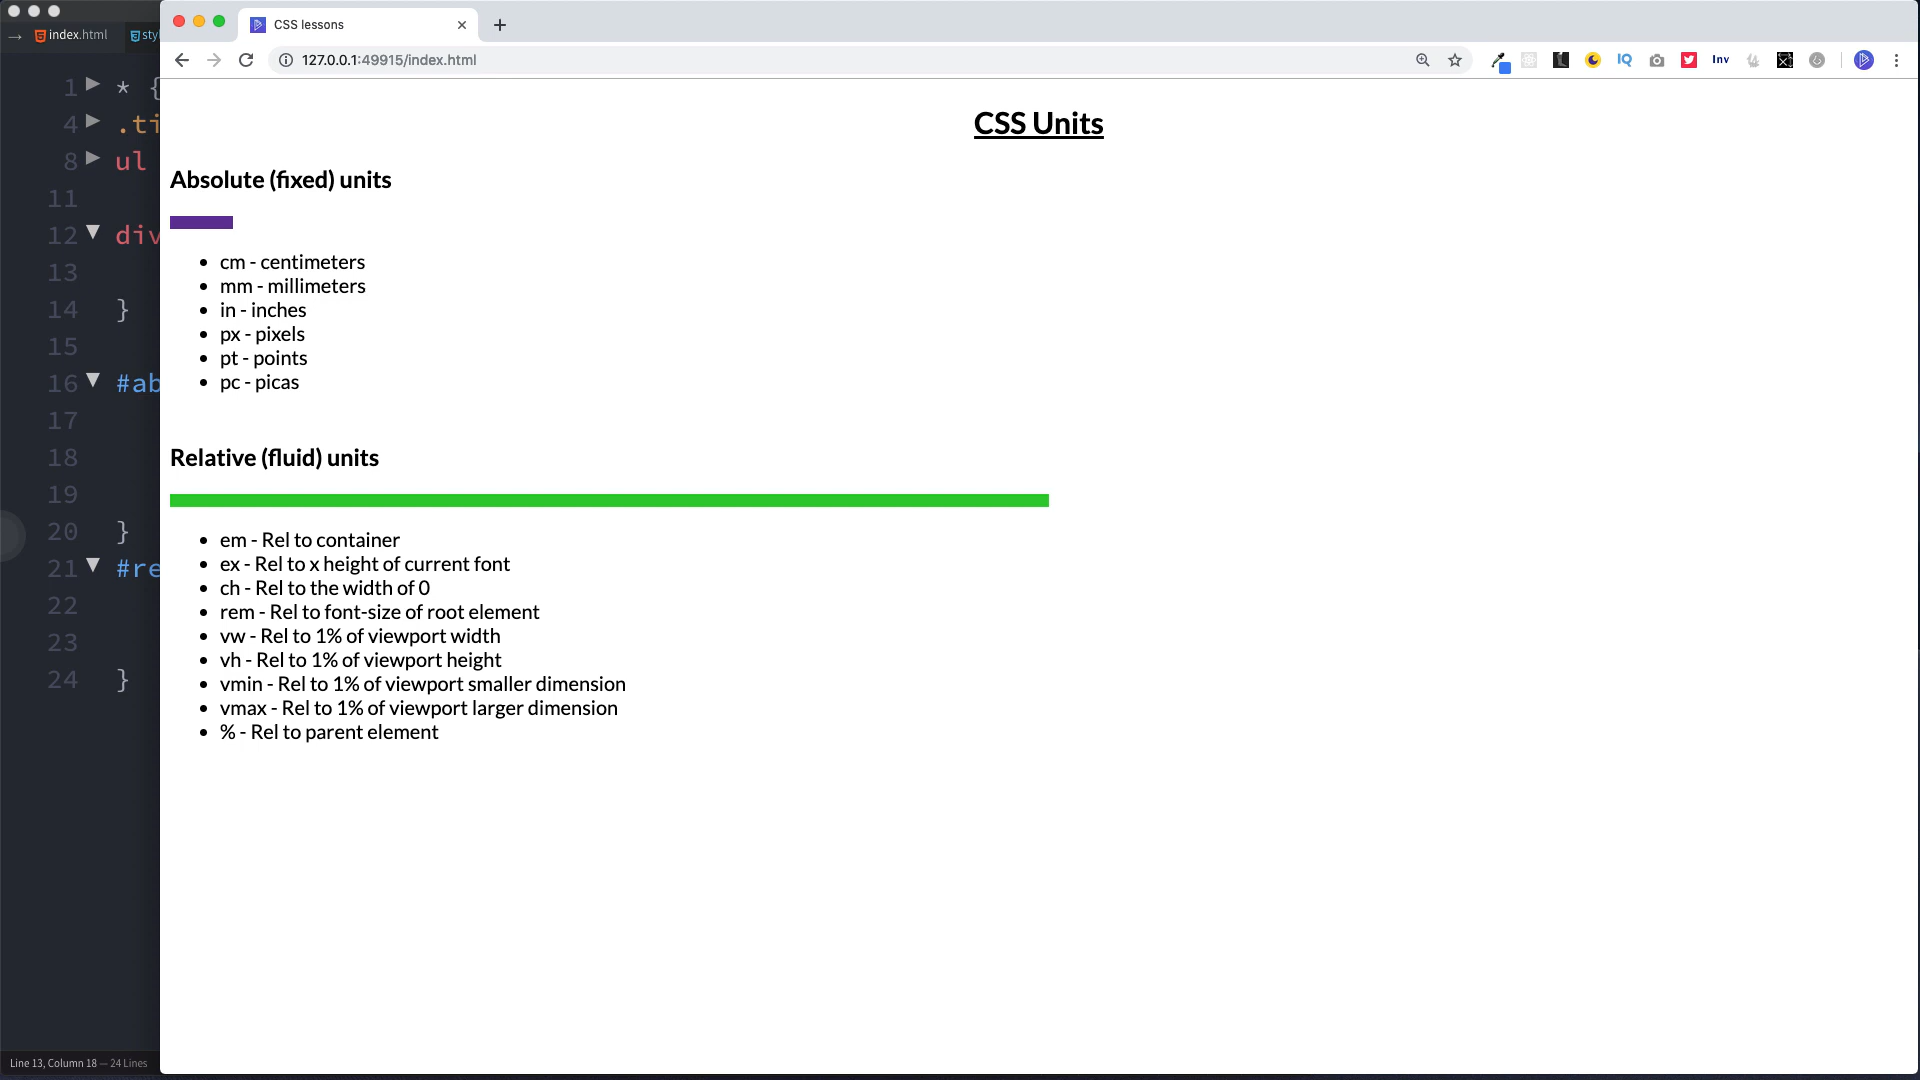 CSS lessons
index.html
127.0.0.1:49915/index.html
IQ
Inv
CSS Units
Absolute (fixed) units
cm - centimeters
mm - millimeters
in - inches
px - pixels
pt - points
pc - picas
Relative (fluid) units
em - Rel to container
ex - Rel to x height of current font
ch - Rel to the width of 0
rem - Rel to font-size of root element
vw - Rel to 1% of viewport width
vh - Rel to 1% of viewport height
vmin - Rel to 1% of viewport smaller dimension
vmax - Rel to 1% of viewport larger dimension
% - Rel to parent element
1 * {
4 .ti
8 ul
11
12 div
13
14 }
15
16 #ab
17
18
19
20 }
21 #re
22
23
24 }
Line 13, Column 18 — 24 Lines